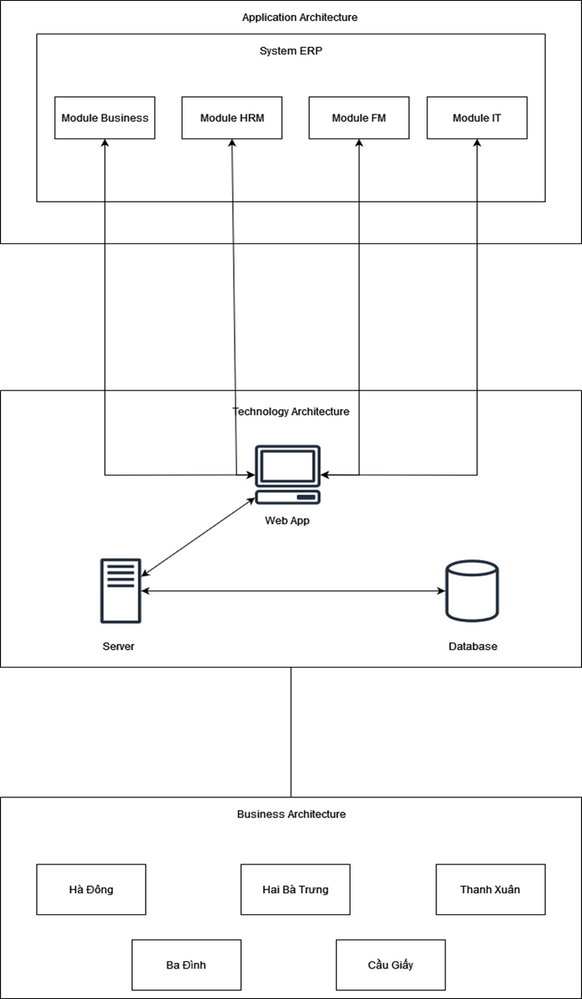 Application Architecture
System ERP
Module Business
Module HRM
Module FM
Module IT
Technology Architecture
Web App
Server
Database
Business Architecture
Hà Đông
Hai Bà Trưng
Thanh Xuân
Ba Đình
Cầu Giấy